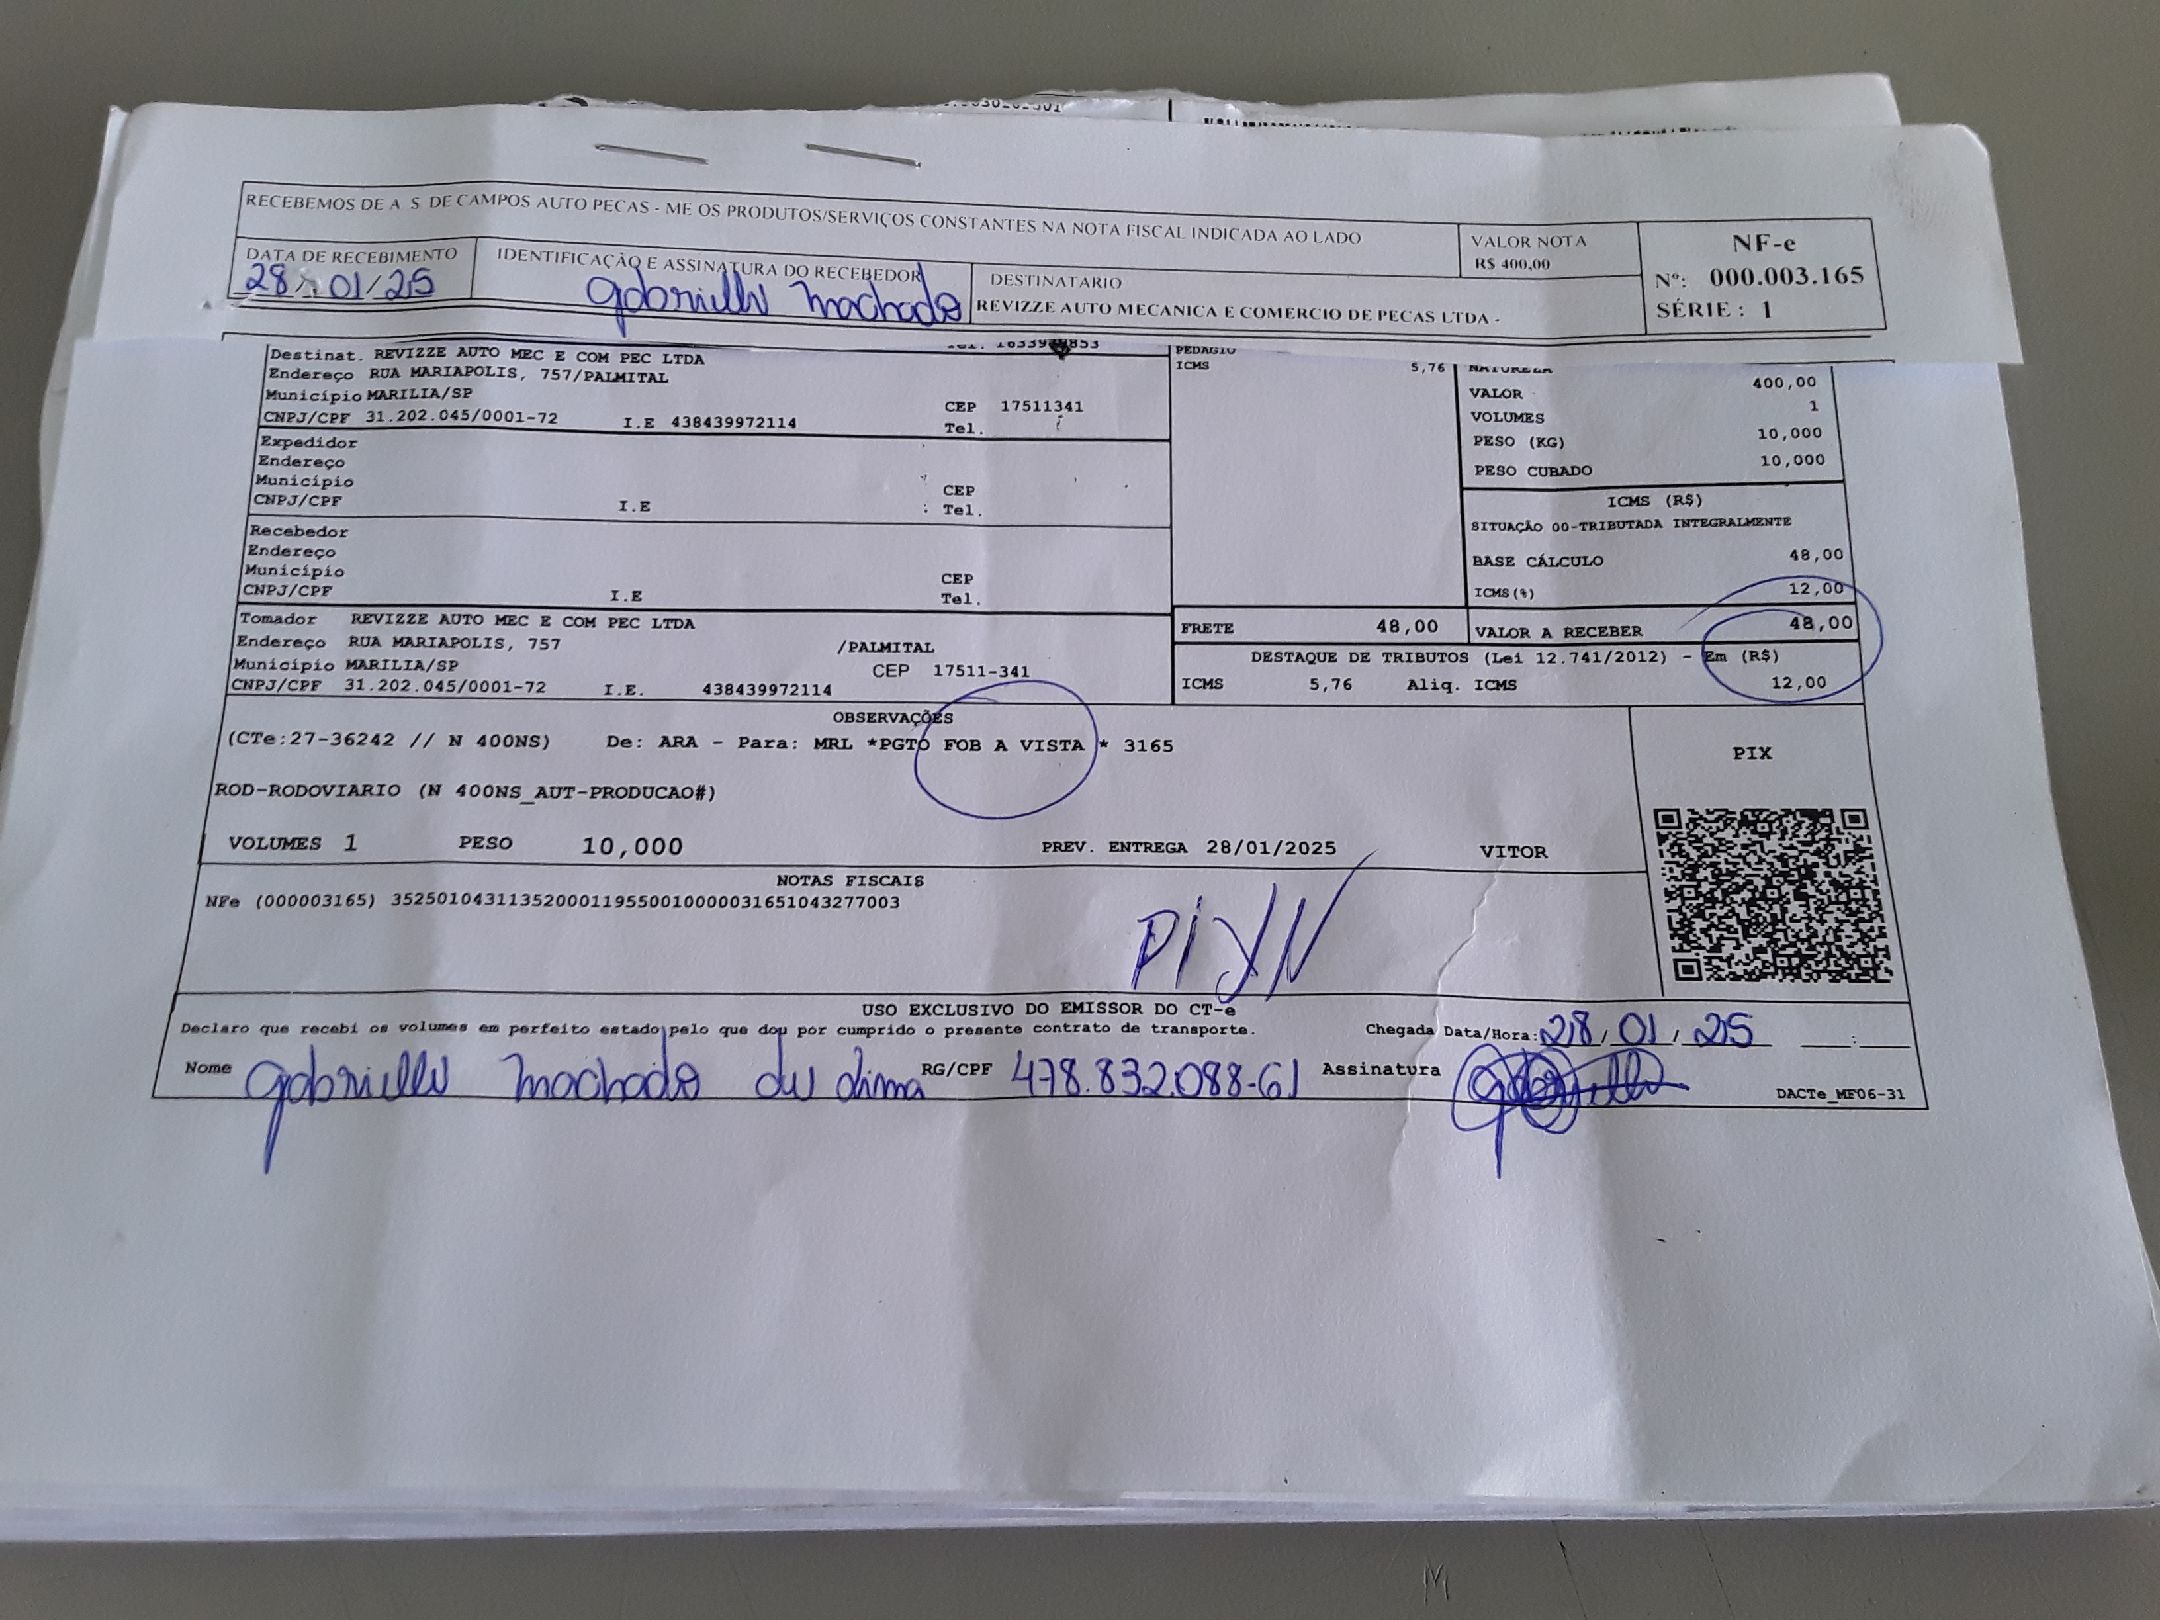 RECEBEMOS DE A. S. DE CAMPOS AUTO PECAS - ME OS PRODUTOS/SERVIÇOS CONSTANTES NA NOTA FISCAL INDICADA AO LADO
VALOR NOTA
R$ 400,00
NF-e
Nº: 000.003.165
SÉRIE: 1
DATA DE RECEBIMENTO
28/01/25
IDENTIFICAÇÃO E ASSINATURA DO RECEBEDOR
gabrielly machado
DESTINATARIO
REVIZZE AUTO MECANICA E COMERCIO DE PECAS LTDA -
Destinat. REVIZZE AUTO MEC E COM PEC LTDA
Endereço RUA MARIAPOLIS, 757/PALMITAL
Município MARILIA/SP
CEP 17511341
CNPJ/CPF 31.202.045/0001-72 I.E 438439972114 Tel.
Expedidor
Endereço
Município CEP
CNPJ/CPF I.E Tel.
Recebedor
Endereço
Município CEP
CNPJ/CPF I.E Tel.
Tomador REVIZZE AUTO MEC E COM PEC LTDA
Endereço RUA MARIAPOLIS, 757 /PALMITAL
Município MARILIA/SP CEP 17511-341
CNPJ/CPF 31.202.045/0001-72 I.E. 438439972114
PEDAGIO
ICMS 5,76
NATUREZA
VALOR 400,00
VOLUMES 1
PESO (KG) 10,000
PESO CUBADO 10,000
ICMS (R$)
SITUAÇÃO 00-TRIBUTADA INTEGRALMENTE
BASE CÁLCULO 48,00
ICMS(%) 12,00
FRETE 48,00 VALOR A RECEBER 48,00
DESTAQUE DE TRIBUTOS (Lei 12.741/2012) - Em (R$)
ICMS 5,76 Aliq. ICMS 12,00
OBSERVAÇÕES
(CTe:27-36242 // N 400NS) De: ARA - Para: MRL *PGTO FOB A VISTA * 3165
ROD-RODOVIARIO (N 400NS_AUT-PRODUCAO#)
PIX
VOLUMES 1 PESO 10,000 PREV. ENTREGA 28/01/2025 VITOR
NOTAS FISCAIS
NFe (000003165) 35250104311352000119550010000031651043277003
USO EXCLUSIVO DO EMISSOR DO CT-e
Declaro que recebi os volumes em perfeito estado pelo que dou por cumprido o presente contrato de transporte. Chegada Data/Hora: 28/01/25 __:__
Nome gabrielly machado de lima RG/CPF 478.832.088-61 Assinatura
DACTe_MF06-31